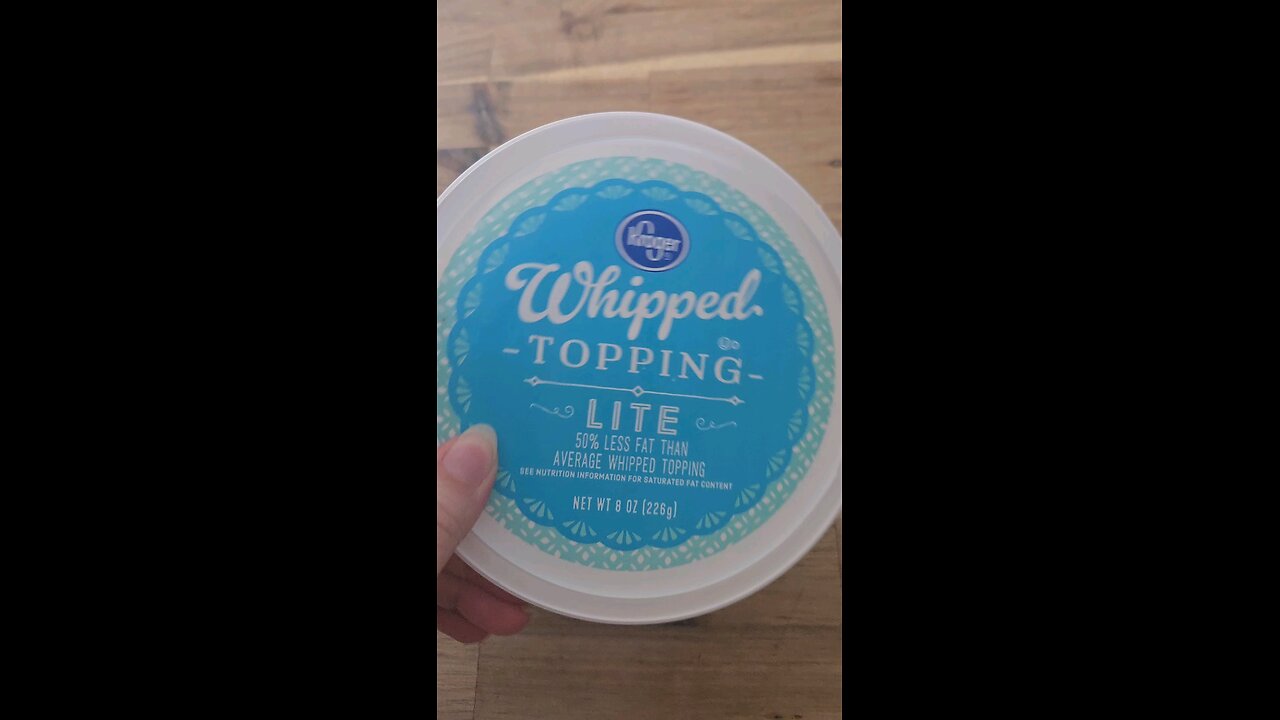 Kroger
Whipped
-TOPPING-
LITE
50% LESS FAT THAN
AVERAGE WHIPPED TOPPING
SEE NUTRITION INFORMATION FOR SATURATED FAT CONTENT
NET WT 8 OZ (226g)